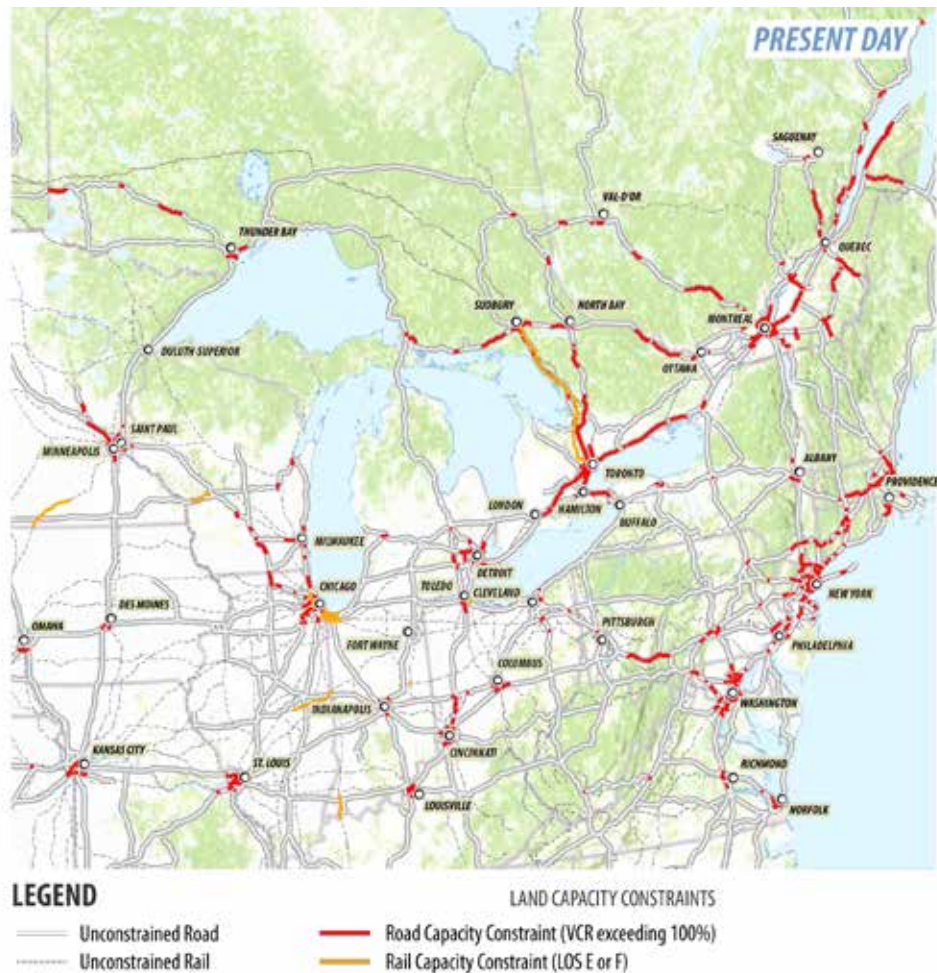 PRESENT DAY
SAGUENAY
VAL-D'OR
THUNDER BAY
QUEBEC
SUDBURY
NORTH BAY
MONTREAL
DULUTH-SUPERIOR
OTTAWA
SAINT PAUL
MINNEAPOLIS
TORONTO
ALBANY
PROVIDENCE
LONDON
HAMILTON
BUFFALO
MILWAUKEE
DETROIT
CHICAGO
TOLEDO
CLEVELAND
NEW YORK
DES-MOINES
OMAHA
FORT WAYNE
PITTSBURGH
PHILADELPHIA
COLUMBUS
INDIANAPOLIS
WASHINGTON
CINCINATI
KANSAS CITY
ST. LOUIS
RICHMOND
LOUISVILLE
NORFOLK
LEGEND
LAND CAPACITY CONSTRAINTS
Unconstrained Road
Road Capacity Constraint (VCR exceeding 100%)
Unconstrained Rail
Rail Capacity Constraint (LOS E or F)